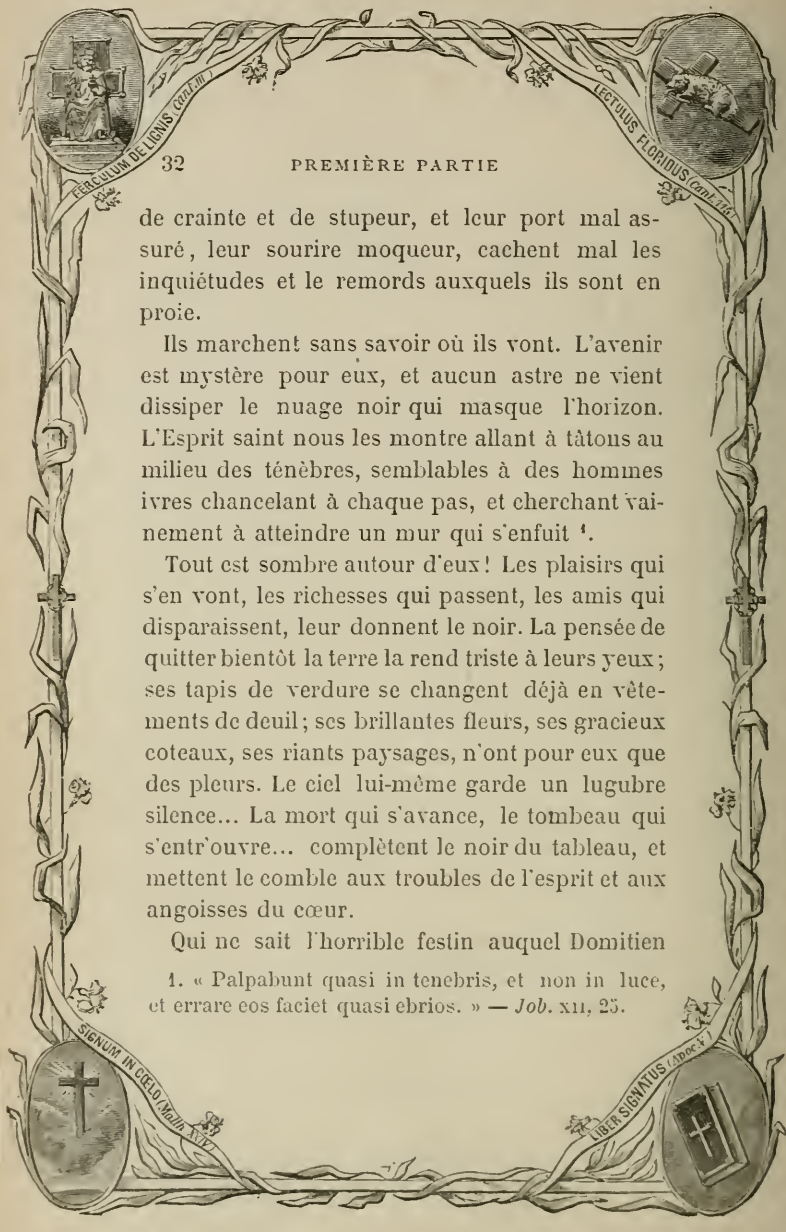 FERCULUM DE LIGNIS (Cant. III)
LECTULUS FLORIDUS (Cant. 116)
32 PREMIÈRE PARTIE
de crainte et de stupeur, et leur port mal as-
suré, leur sourire moqueur, cachent mal les
inquiétudes et le remords auxquels ils sont en
proie.
Ils marchent sans savoir où ils vont. L'avenir
est mystère pour eux, et aucun astre ne vient
dissiper le nuage noir qui masque l'horizon.
L'Esprit saint nous les montre allant à tâtons au
milieu des ténèbres, semblables à des hommes
ivres chancelant à chaque pas, et cherchant vai-
nement à atteindre un mur qui s'enfuit ¹.
Tout est sombre autour d'eux! Les plaisirs qui
s'en vont, les richesses qui passent, les amis qui
disparaissent, leur donnent le noir. La pensée de
quitter bientôt la terre la rend triste à leurs yeux;
ses tapis de verdure se changent déjà en vête-
ments de deuil; ses brillantes fleurs, ses gracieux
coteaux, ses riants paysages, n'ont pour eux que
des pleurs. Le ciel lui-même garde un lugubre
silence... La mort qui s'avance, le tombeau qui
s'entr'ouvre... complètent le noir du tableau, et
mettent le comble aux troubles de l'esprit et aux
angoisses du cœur.
Qui ne sait l'horrible festin auquel Domitien
1. « Palpabunt quasi in tenebris, et non in luce,
et errare eos faciet quasi ebrios. » — Job. XII, 25.
SIGNUM IN CŒLO (Matth. XXIV)
LIBER SIGNATUS (Apoc. V)